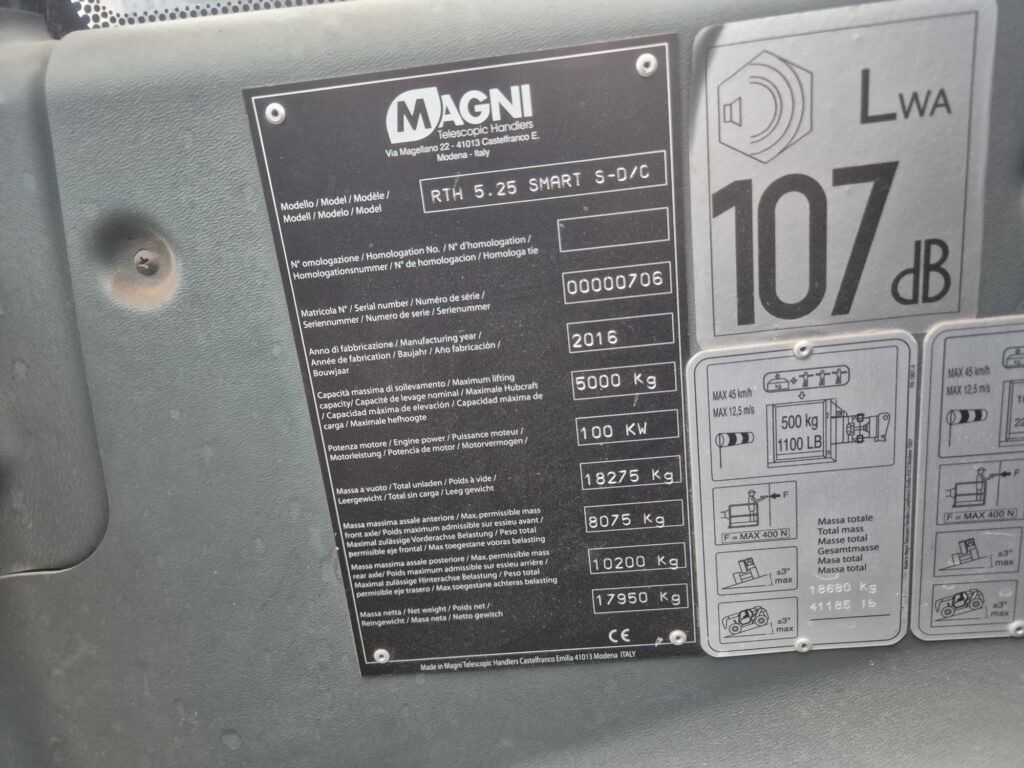 MAGNI
Telescopic Handlers
Via Magellano 22 - 41013 Castelfranco E.
Modena - Italy
Modello / Model / Modèle /
Modell / Modelo / Model
RTH 5.25 SMART S-D/C
N° omologazione / Homologation No. / N° d'homologation /
Homologationsnummer / N° de homologacion / Homologa tie
Matricola N° / Serial number / Numéro de série /
Seriennummer / Numero de serie / Serienummer
00000706
Anno di fabbricazione / Manufacturing year /
Année de fabrication / Baujahr / Año fabricación /
Bouwjaar
2016
Capacità massima di sollevamento / Maximum lifting
capacity / Capacité de levage nominal / Maximale Hubcraft
/ Capacidad máxima de elevación / Capacidad máxima de
carga / Maximale hefhoogte
5000 Kg
Potenza motore / Engine power / Puissance moteur /
Motorleistung / Potencia de motor / Motorvermogen /
100 KW
Massa a vuoto / Total unladen / Poids à vide /
Leergewicht / Total sin carga / Leeg gewicht
18275 Kg
Massa massima assale anteriore / Max. permissible mass
front axle/ Poids maximum admissible sur essieu avant /
Maximal zulässige Vorderachse Belastung / Peso total
permisible eje frontal / Max toegestane vooras belasting
8075 Kg
Massa massima assale posteriore / Max. permissible mass
rear axle/ Poids maximum admissible sur essieu arrière /
Maximal zulässige Hinterachse Belastung / Peso total
permisible eje trasero / Max toegestane achteras belasting
10200 Kg
Massa netta / Net weight / Poids net /
Reingewicht / Masa neta / Netto gewitch
17950 Kg
CE
Made in Magni Telescopic Handlers Castelfranco Emilia 41013 Modena ITALY
LWA
107 dB
MAX 45 km/h
MAX 12,5 m/s
500 kg
1100 LB
F
F = MAX 400 N
±3°
max
±3°
max
Massa totale
Total mass
Masse totale
Gesamtmasse
Masa total
Massa total
18680 Kg
41185 lb
MAX 45 km/h
MAX 12,5 m/s
F
F = MAX 400 N
±3°
max
±3°
max